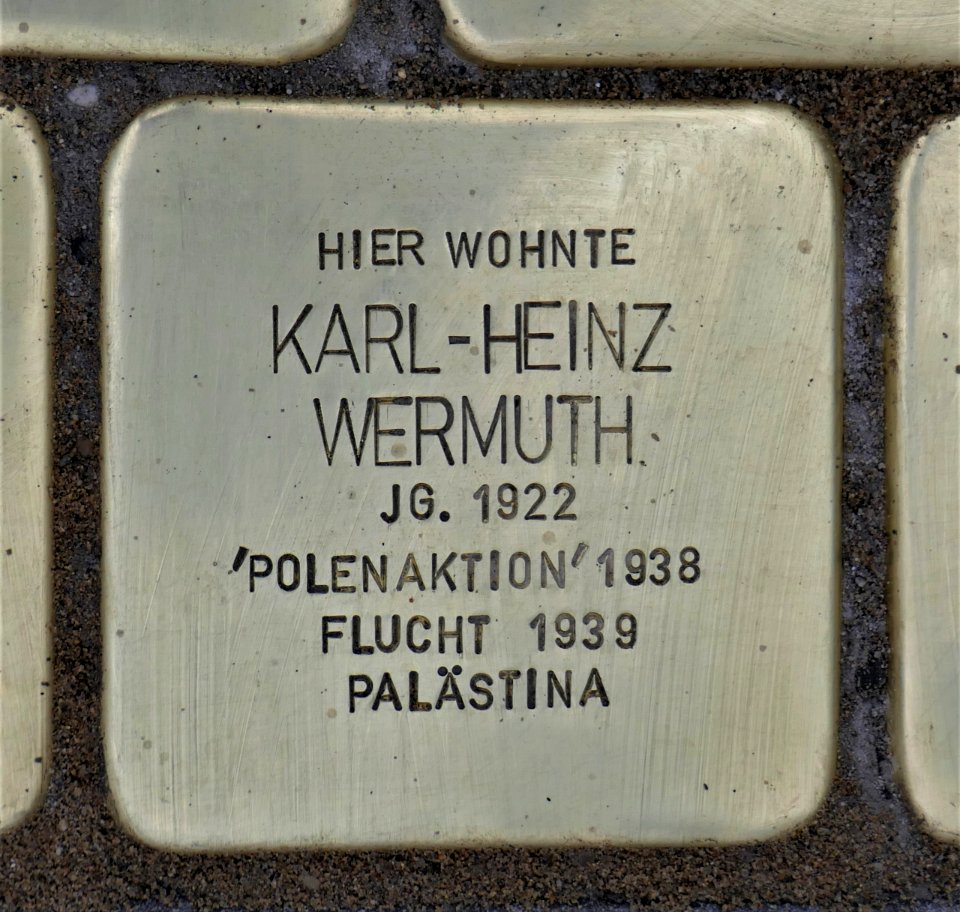 HIER WOHNTE
KARL-HEINZ
WERMUTH
JG. 1922
'POLENAKTION' 1938
FLUCHT 1939
PALÄSTINA